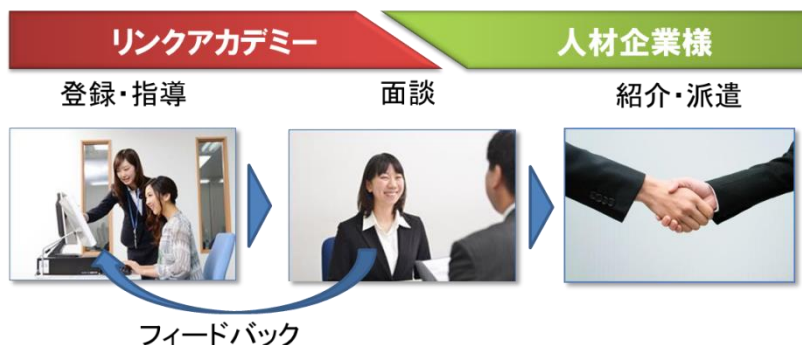 リンクアカデミー
人材企業様
登録・指導
面談
紹介・派遣
フィードバック